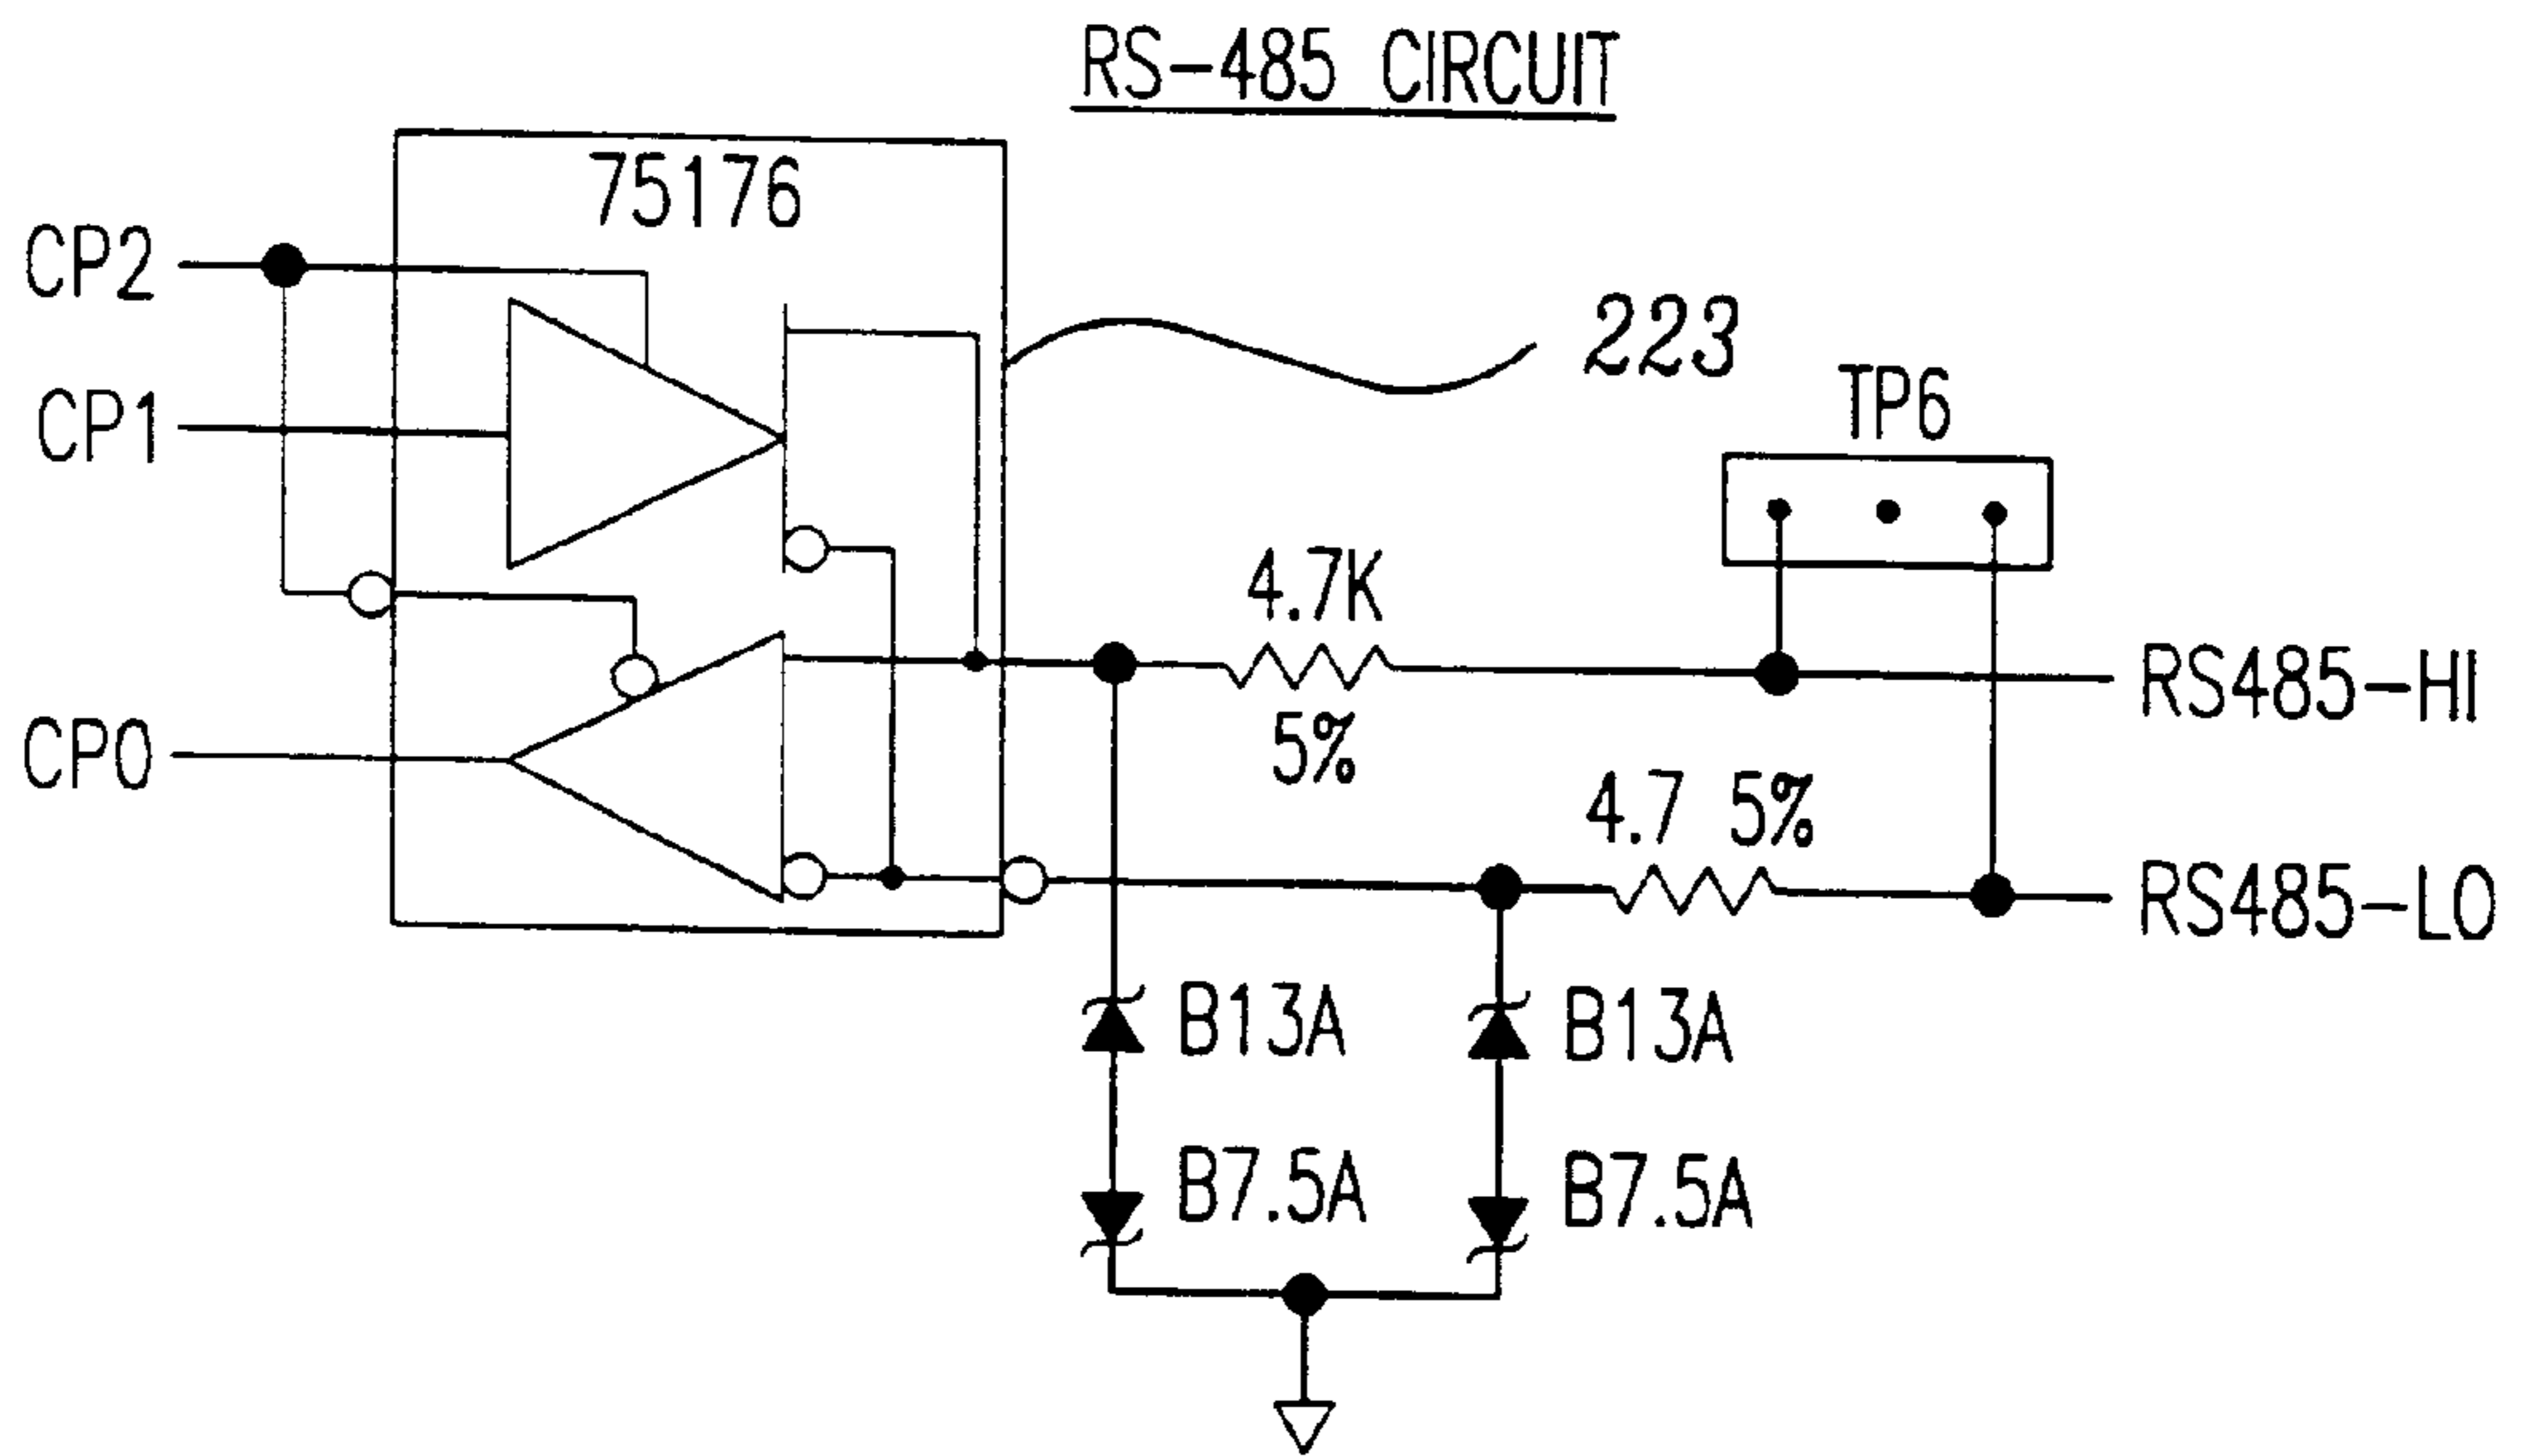 RS-485 CIRCUIT
75176
CP2
223
TP6
CP1
4.7K
RS485-HI
5%
CP0
4.7 5%
RS485-LO
B13A
B13A
B7.5A
B7.5A